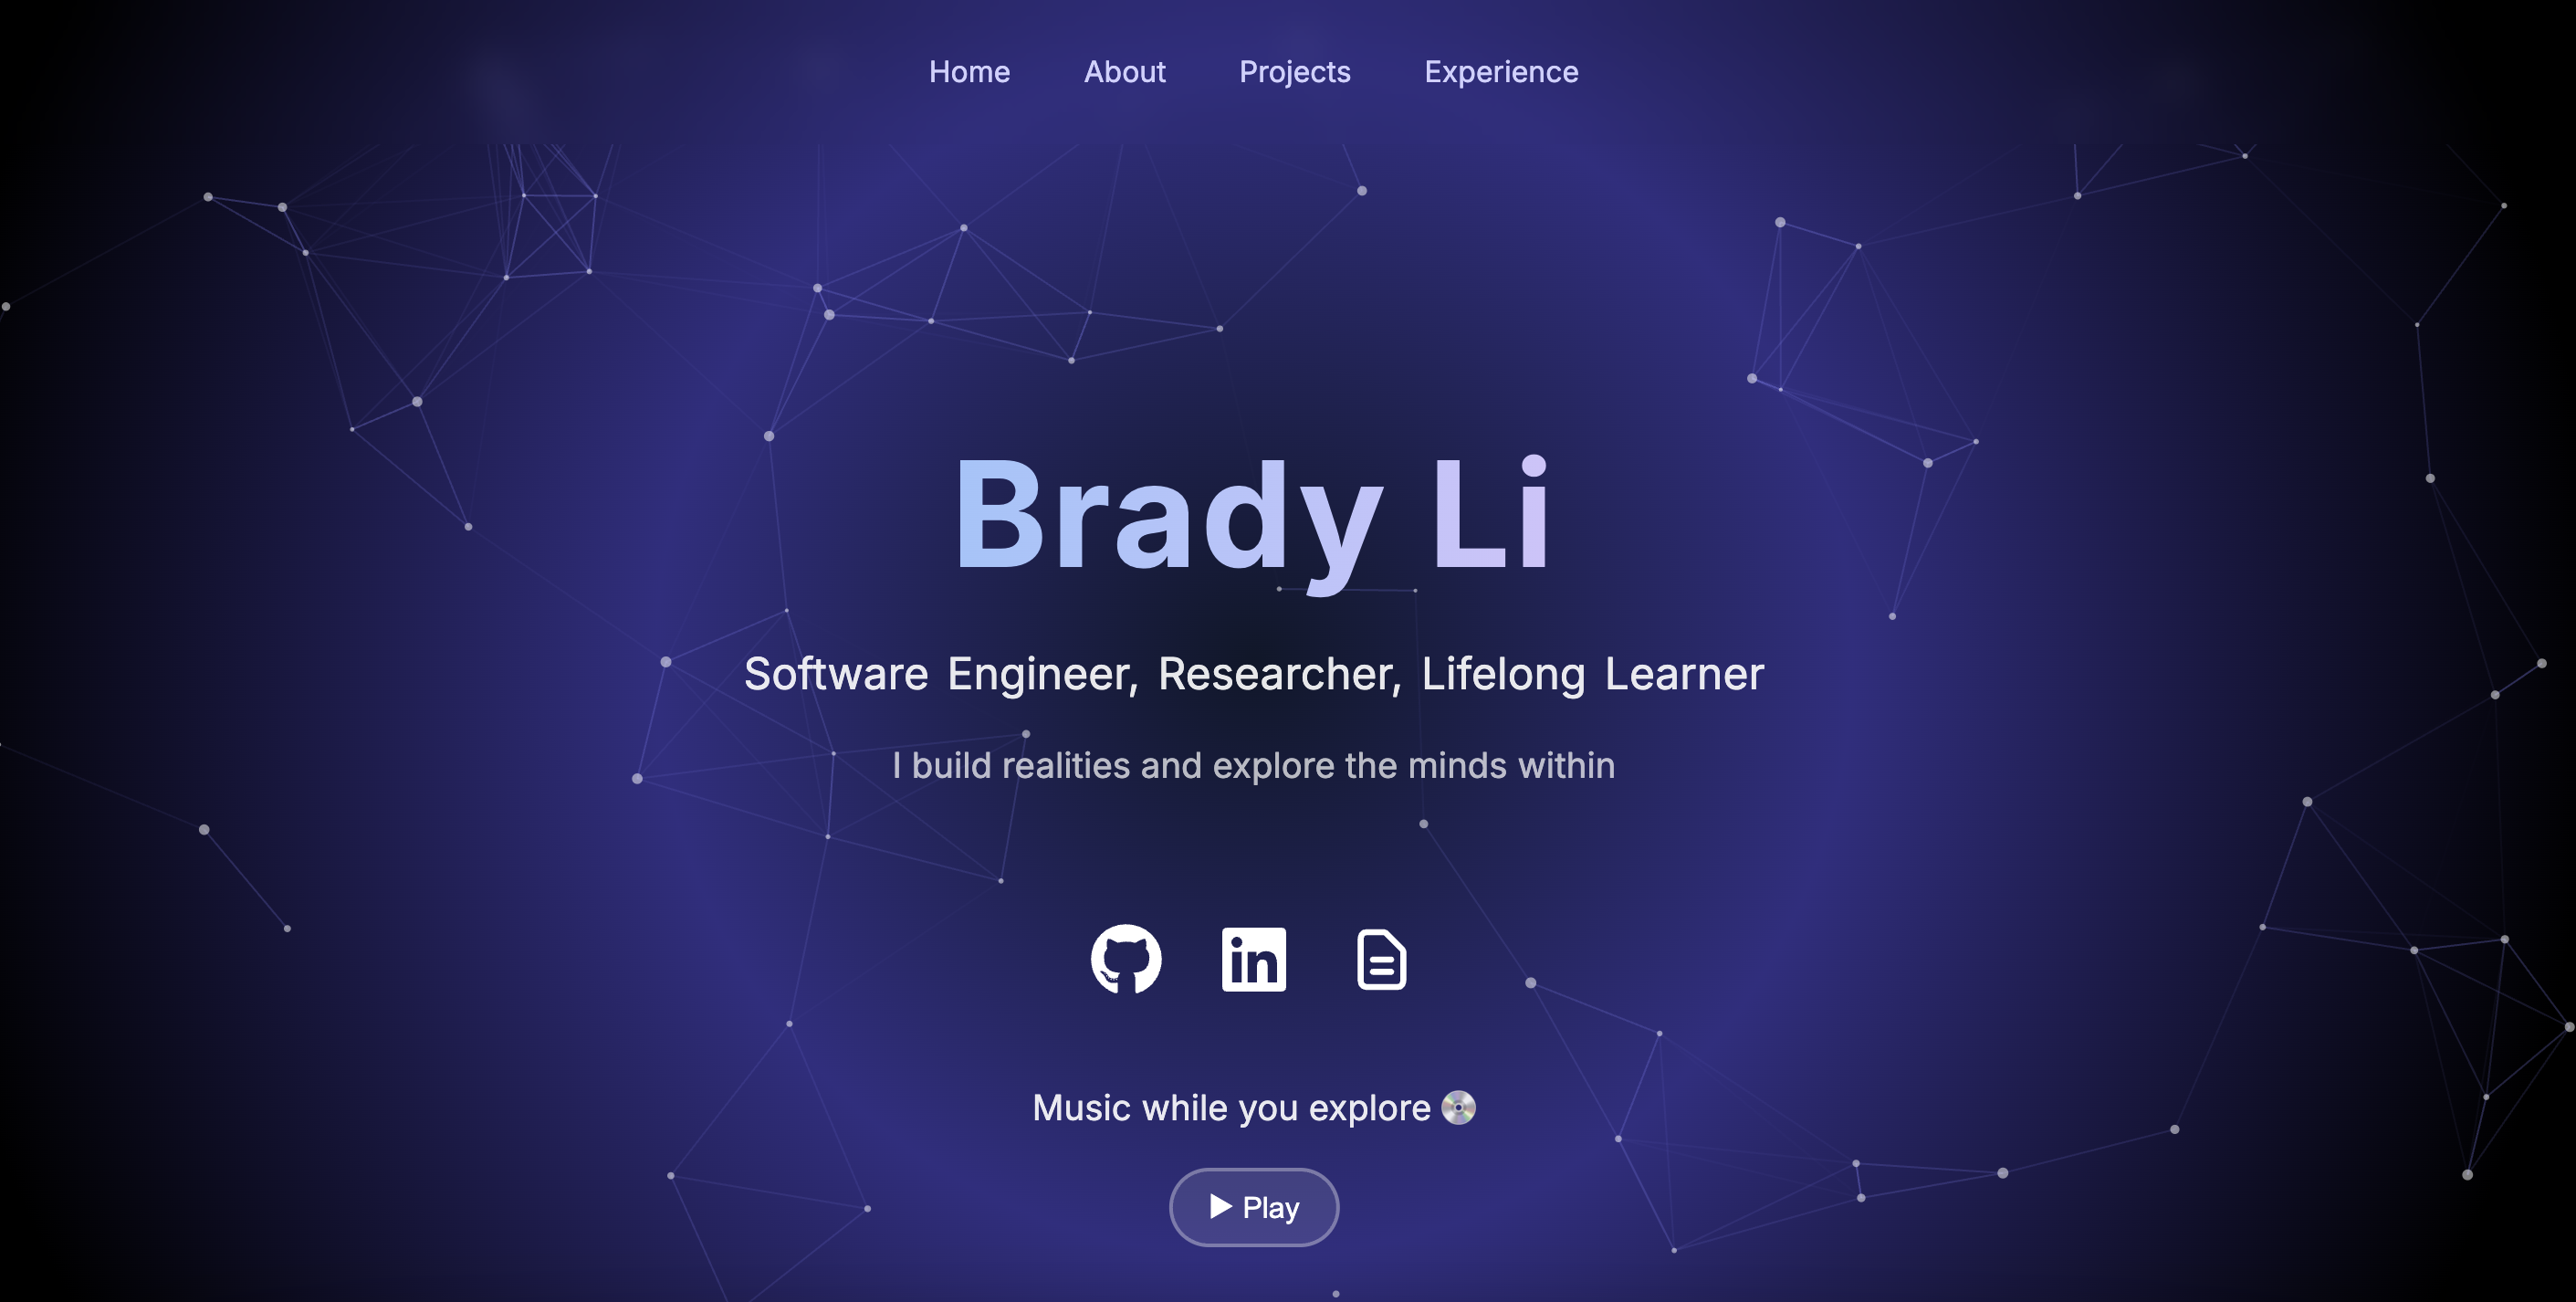 Home About Projects Experience
Brady Li
Software Engineer, Researcher, Lifelong Learner
I build realities and explore the minds within
in
Music while you explore 💿
▶ Play